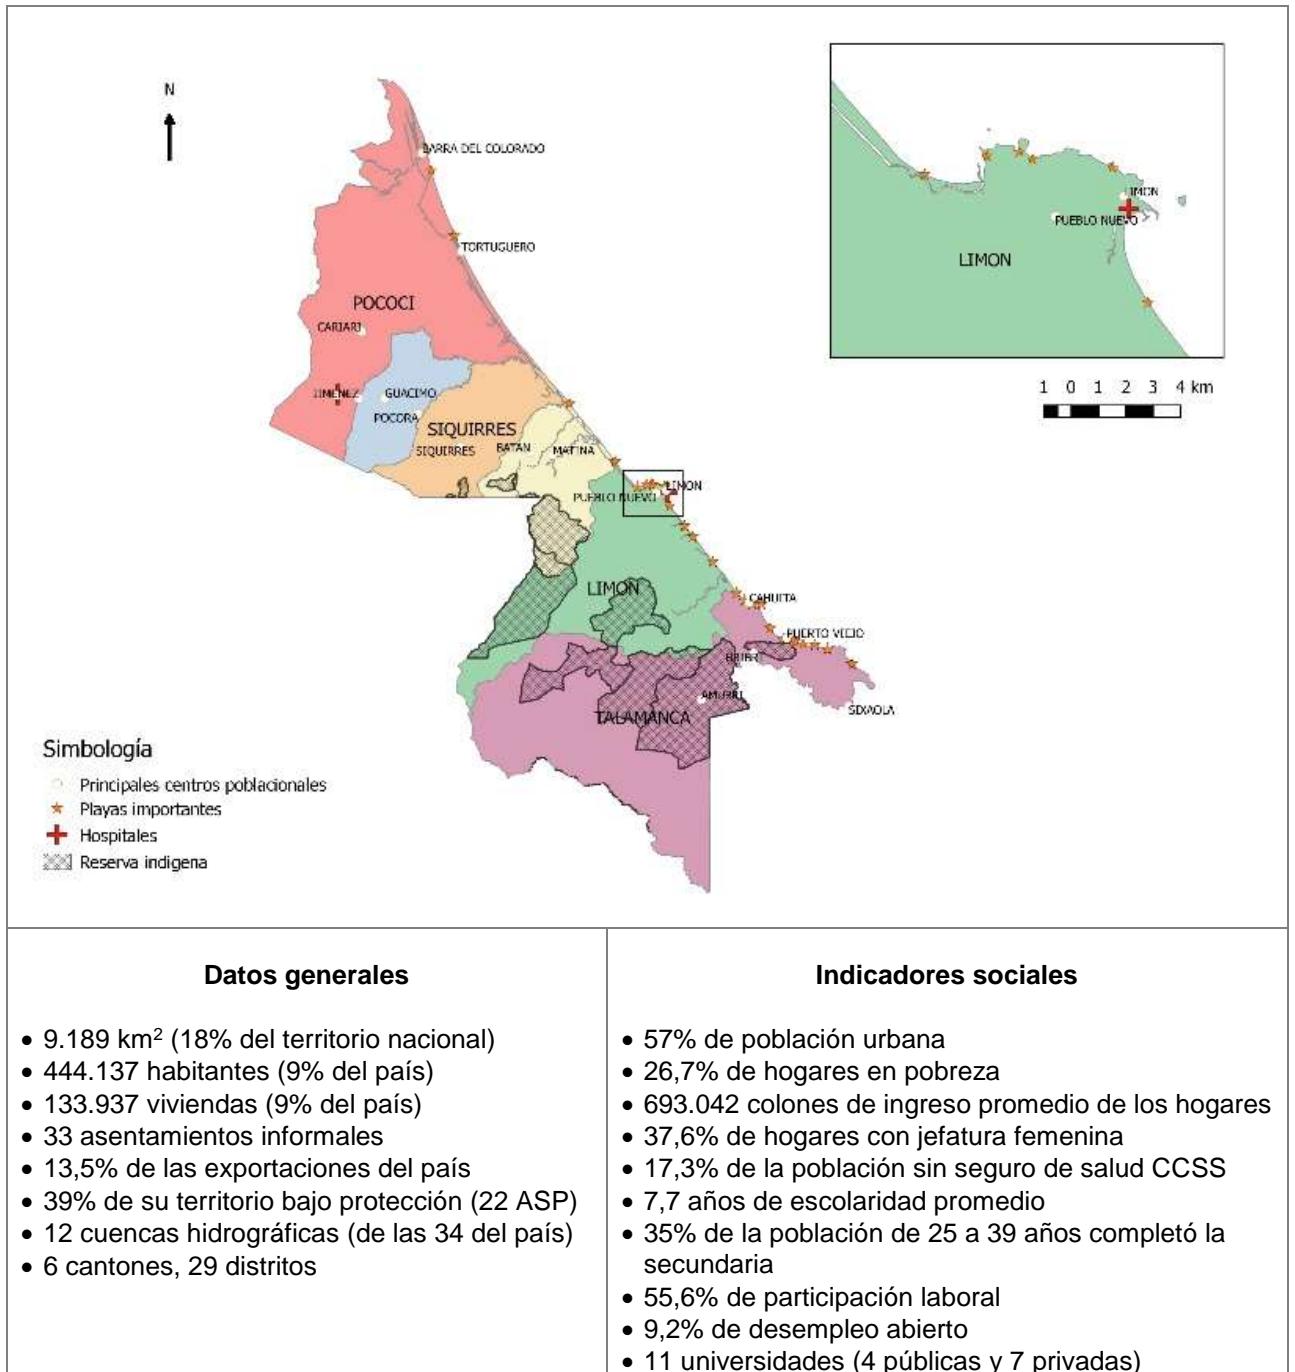 N
BARRA DEL COLORADO
TORTUGUERO
POCOCI
CARIARI
JIMENEZ
GUACIMO
POCORA
SIQUIRRES
SIQUIRRES
BATAN
MATINA
PUEBLO NUEVO
LIMON
LIMON
CAHUITA
PUERTO VIEJO
BRIBRI
AMUBRI
TALAMANCA
SIXAOLA
LIMON
PUEBLO NUEVO
LIMON
1 0 1 2 3 4 km
Simbología
Principales centros poblacionales
Playas importantes
Hospitales
Reserva indigena
Datos generales
• 9.189 km² (18% del territorio nacional)
• 444.137 habitantes (9% del país)
• 133.937 viviendas (9% del país)
• 33 asentamientos informales
• 13,5% de las exportaciones del país
• 39% de su territorio bajo protección (22 ASP)
• 12 cuencas hidrográficas (de las 34 del país)
• 6 cantones, 29 distritos
Indicadores sociales
• 57% de población urbana
• 26,7% de hogares en pobreza
• 693.042 colones de ingreso promedio de los hogares
• 37,6% de hogares con jefatura femenina
• 17,3% de la población sin seguro de salud CCSS
• 7,7 años de escolaridad promedio
• 35% de la población de 25 a 39 años completó la
secundaria
• 55,6% de participación laboral
• 9,2% de desempleo abierto
• 11 universidades (4 públicas y 7 privadas)